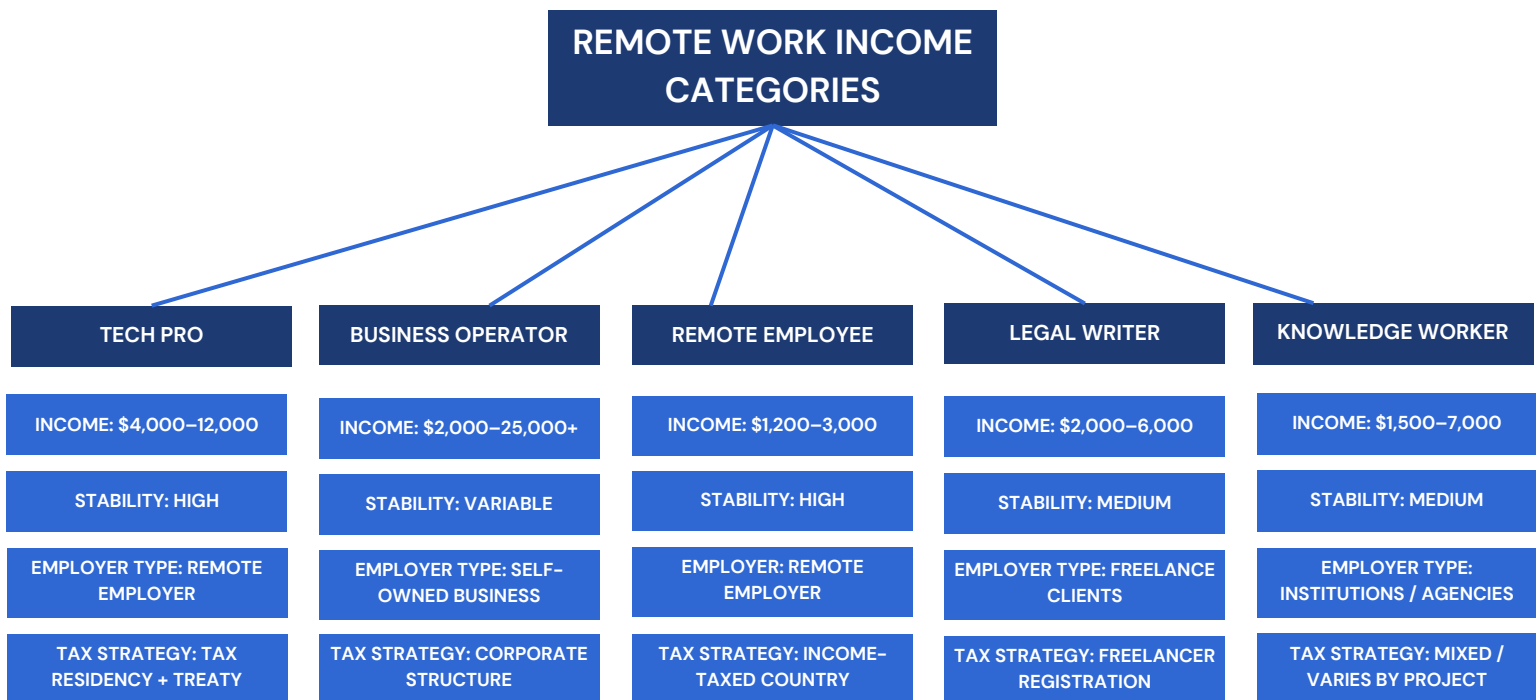 REMOTE WORK INCOME
CATEGORIES
TECH PRO
INCOME: $4,000–12,000
STABILITY: HIGH
EMPLOYER TYPE: REMOTE
EMPLOYER
TAX STRATEGY: TAX
RESIDENCY + TREATY
BUSINESS OPERATOR
INCOME: $2,000–25,000+
STABILITY: VARIABLE
EMPLOYER TYPE: SELF-
OWNED BUSINESS
TAX STRATEGY: CORPORATE
STRUCTURE
REMOTE EMPLOYEE
INCOME: $1,200–3,000
STABILITY: HIGH
EMPLOYER: REMOTE
EMPLOYER
TAX STRATEGY: INCOME-
TAXED COUNTRY
LEGAL WRITER
INCOME: $2,000–6,000
STABILITY: MEDIUM
EMPLOYER TYPE: FREELANCE
CLIENTS
TAX STRATEGY: FREELANCER
REGISTRATION
KNOWLEDGE WORKER
INCOME: $1,500–7,000
STABILITY: MEDIUM
EMPLOYER TYPE:
INSTITUTIONS / AGENCIES
TAX STRATEGY: MIXED /
VARIES BY PROJECT